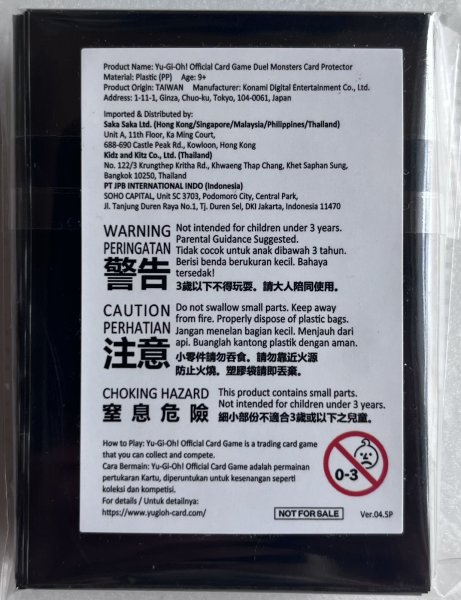 Product Name: Yu-Gi-Oh! Official Card Game Duel Monsters Card Protector
Material: Plastic (PP)   Age: 9+
Product Origin: TAIWAN   Manufacturer: Konami Digital Entertainment Co., Ltd.
Address: 1-11-1, Ginza, Chuo-ku, Tokyo, 104-0061, Japan
Imported & Distributed by:
Saka Saka Ltd. (Hong Kong/Singapore/Malaysia/Philippines/Thailand)
Unit A, 11th Floor, Ka Ming Court,
688-690 Castle Peak Rd., Kowloon, Hong Kong
Kidz and Kitz Co., Ltd. (Thailand)
No. 122/3 Krungthep Kritha Rd., Khwaeng Thap Chang, Khet Saphan Sung,
Bangkok 10250, Thailand
PT JPB INTERNATIONAL INDO (Indonesia)
SOHO CAPITAL, Unit SC 3703, Podomoro City, Central Park,
Jl. Tanjung Duren Raya No.1, Tj. Duren Sel, DKI Jakarta, Indonesia 11470
WARNING
PERINGATAN
警告
Not intended for children under 3 years.
Parental Guidance Suggested.
Tidak cocok untuk anak dibawah 3 tahun.
Berisi benda berukuran kecil. Bahaya
tersedak!
3歲以下不得玩耍。請大人陪同使用。
CAUTION
PERHATIAN
注意
Do not swallow small parts. Keep away
from fire. Properly dispose of plastic bags.
Jangan menelan bagian kecil. Menjauh dari
api. Buanglah kantong plastik dengan aman.
小零件請勿吞食。請勿靠近火源
防止火燒。塑膠袋請即丟棄。
CHOKING HAZARD
窒息危險
This product contains small parts.
Not intended for children under 3 years.
細小部份不適合3歲或以下之兒童。
How to Play: Yu-Gi-Oh! Official Card Game is a trading card game
that you can collect and compete.
Cara Bermain: Yu-Gi-Oh! Official Card Game adalah permainan
pertukaran Kartu, diperuntukan untuk kesenangan seperti
koleksi dan kompetisi.
For details / Untuk detailnya:
https://www.yugioh-card.com/
0-3
NOT FOR SALE
Ver.04.SP